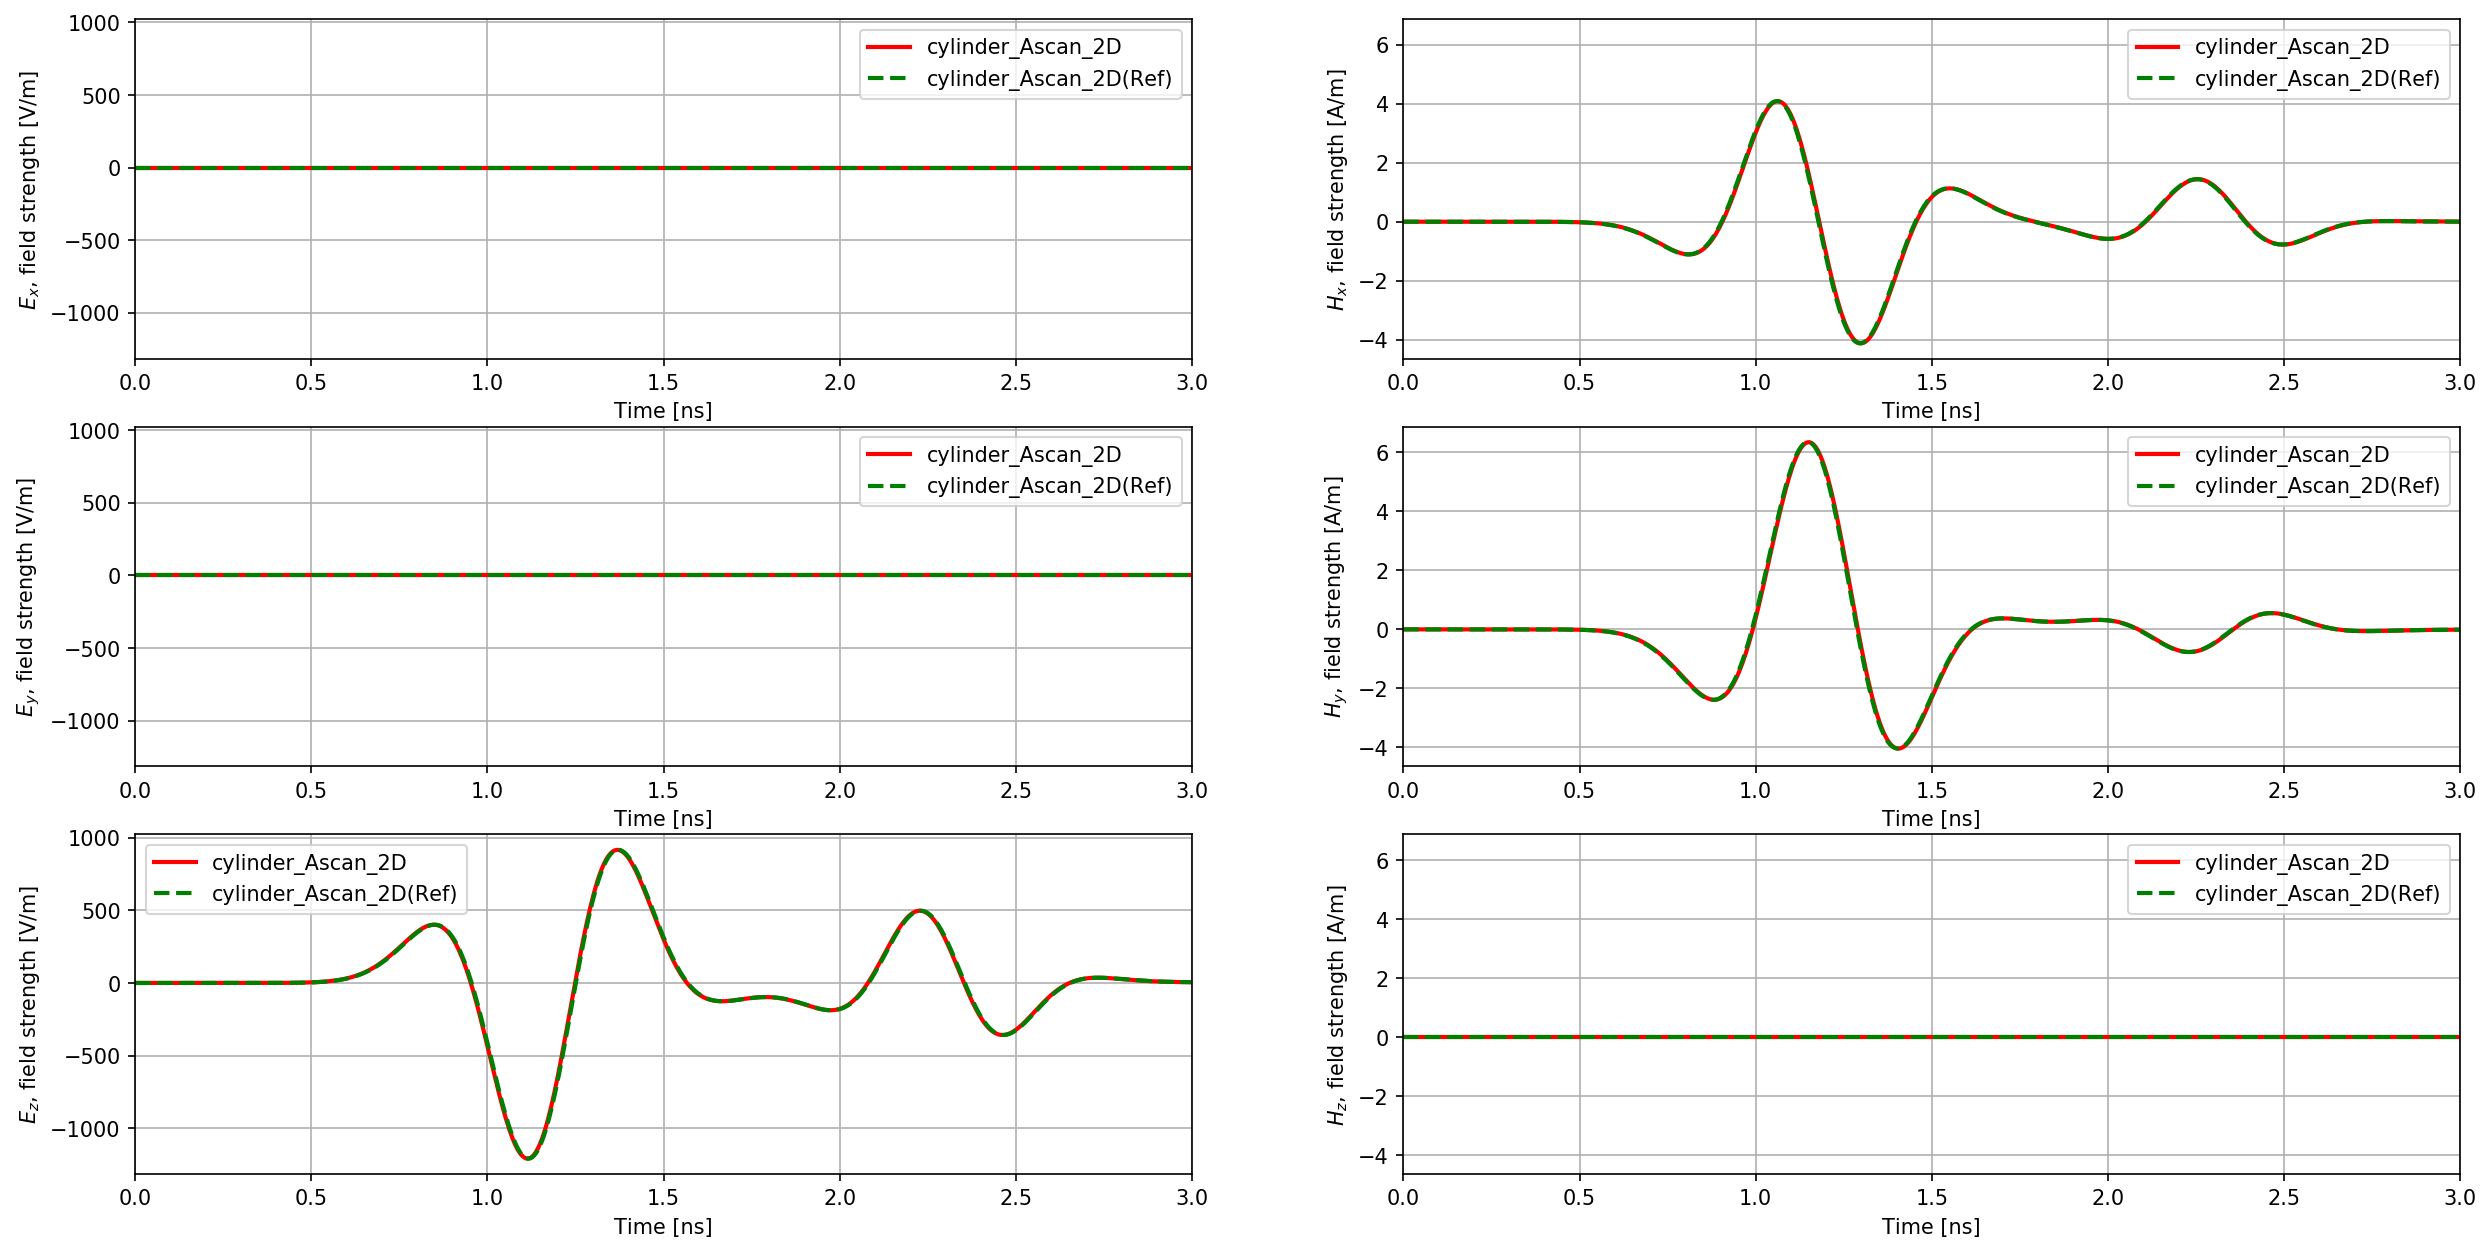 1000
500
0
−500
−1000
E_x, field strength [V/m]
cylinder_Ascan_2D
cylinder_Ascan_2D(Ref)
0.0 0.5 1.0 1.5 2.0 2.5 3.0
Time [ns]
6
4
2
0
−2
−4
H_x, field strength [A/m]
cylinder_Ascan_2D
cylinder_Ascan_2D(Ref)
0.0 0.5 1.0 1.5 2.0 2.5 3.0
Time [ns]
1000
500
0
−500
−1000
E_y, field strength [V/m]
cylinder_Ascan_2D
cylinder_Ascan_2D(Ref)
0.0 0.5 1.0 1.5 2.0 2.5 3.0
Time [ns]
6
4
2
0
−2
−4
H_y, field strength [A/m]
cylinder_Ascan_2D
cylinder_Ascan_2D(Ref)
0.0 0.5 1.0 1.5 2.0 2.5 3.0
Time [ns]
1000
500
0
−500
−1000
E_z, field strength [V/m]
cylinder_Ascan_2D
cylinder_Ascan_2D(Ref)
0.0 0.5 1.0 1.5 2.0 2.5 3.0
Time [ns]
6
4
2
0
−2
−4
H_z, field strength [A/m]
cylinder_Ascan_2D
cylinder_Ascan_2D(Ref)
0.0 0.5 1.0 1.5 2.0 2.5 3.0
Time [ns]